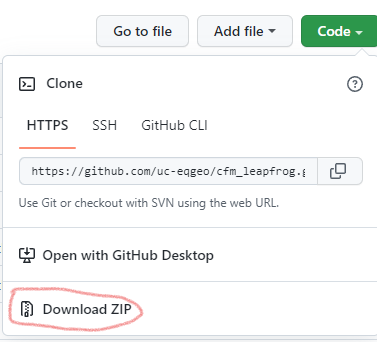 Go to file
Add file
Code
Clone
HTTPS
SSH
GitHub CLI
https://github.com/uc-eqgeo/cfm_leapfrog.g
Use Git or checkout with SVN using the web URL.
Open with GitHub Desktop
Download ZIP